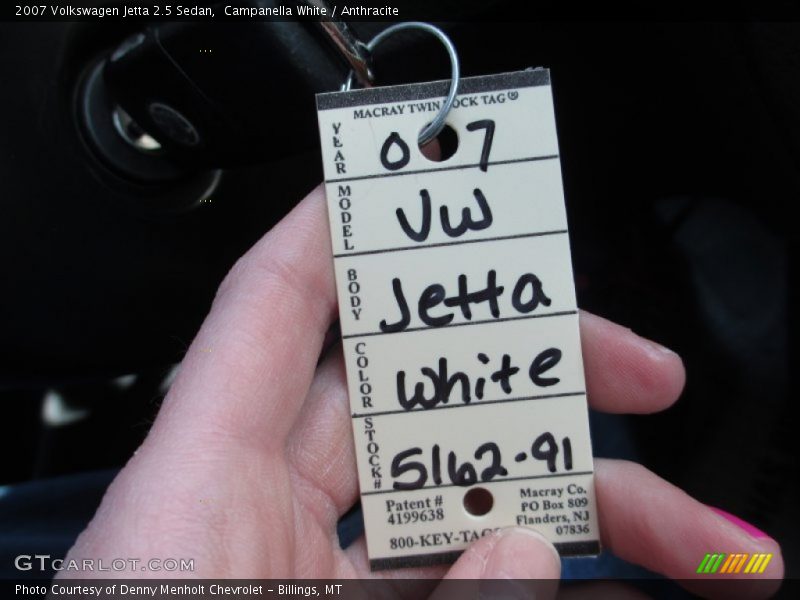 2007 Volkswagen Jetta 2.5 Sedan,  Campanella White / Anthracite
MACRAY TWIN LOCK TAG®
YEAR 07
MODEL VW
BODY Jetta
COLOR White
STOCK# 5162-91
Patent #
4199638
Macray Co.
PO Box 809
Flanders, NJ
07836
800-KEY-TAGS
GTCarLot.com
Photo Courtesy of Denny Menholt Chevrolet – Billings, MT